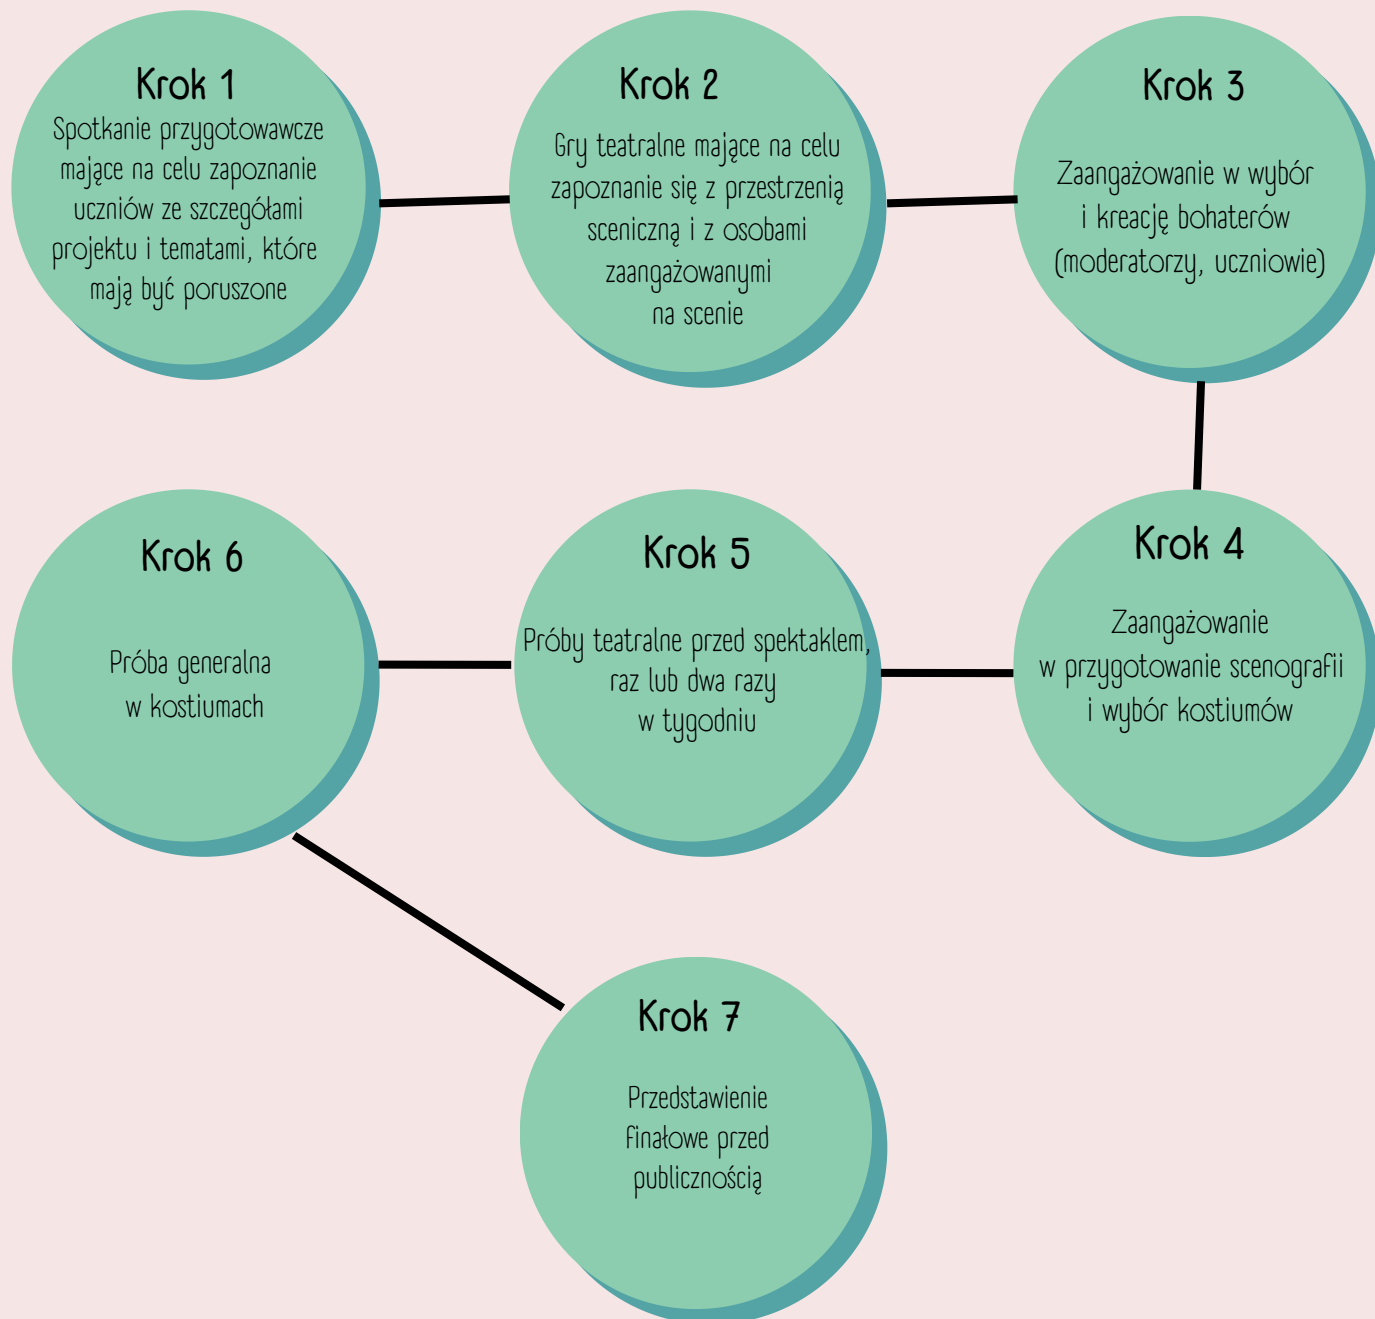 Krok 1
Spotkanie przygotowawcze
mające na celu zapoznanie
uczniów ze szczegółami
projektu i tematami, które
mają być poruszone
Krok 2
Gry teatralne mające na celu
zapoznanie się z przestrzenią
sceniczną i z osobami
zaangażowanymi
na scenie
Krok 3
Zaangażowanie w wybór
i kreację bohaterów
(moderatorzy, uczniowie)
Krok 4
Zaangażowanie
w przygotowanie scenografii
i wybór kostiumów
Krok 5
Próby teatralne przed spektaklem,
raz lub dwa razy
w tygodniu
Krok 6
Próba generalna
w kostiumach
Krok 7
Przedstawienie
finałowe przed
publicznością